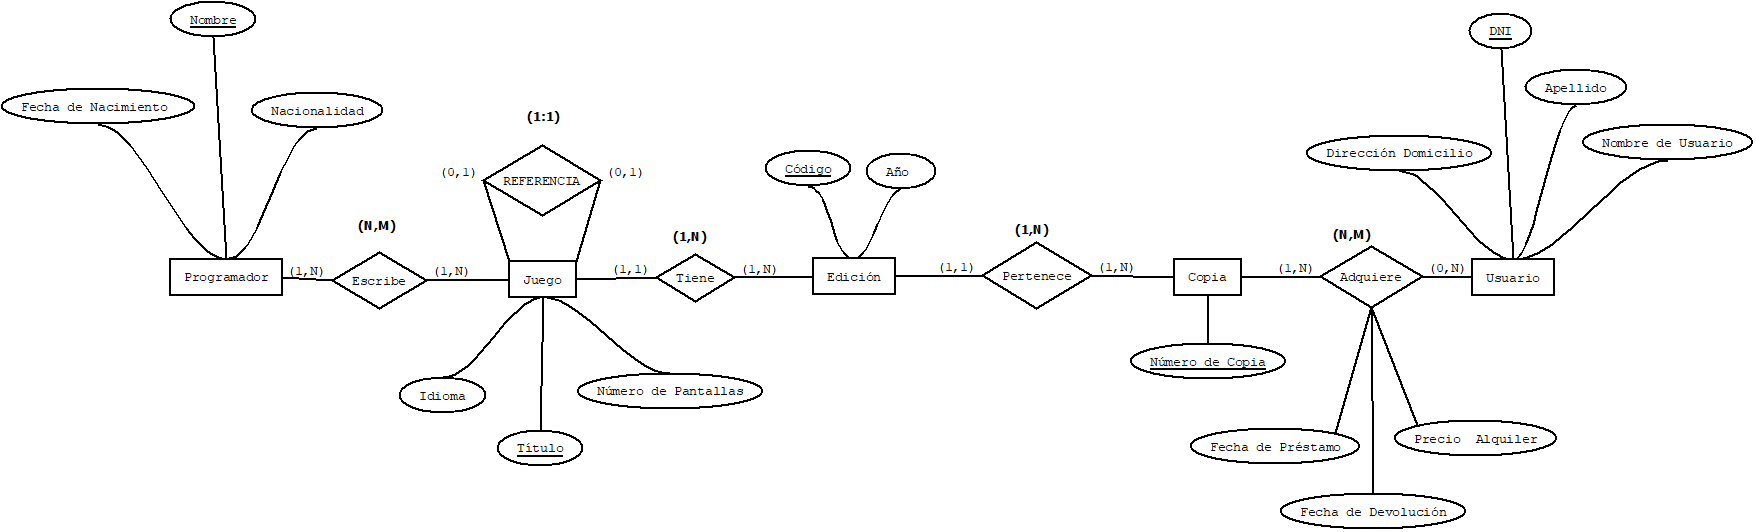 Nombre
DNI
Fecha de Nacimiento
Nacionalidad
Apellido
(1:1)
Nombre de Usuario
Dirección Domicilio
(0,1)
REFERENCIA
(0,1)
Código
Año
(N,M)
(1,N)
(1,N)
(N,M)
Programador
(1,N)
Escribe
(1,N)
Juego
(1,1)
Tiene
(1,N)
Edición
(1,1)
Pertenece
(1,N)
Copia
(1,N)
Adquiere
(0,N)
Usuario
Número de Copia
Idioma
Número de Pantallas
Título
Fecha de Préstamo
Precio  Alquiler
Fecha de Devolución